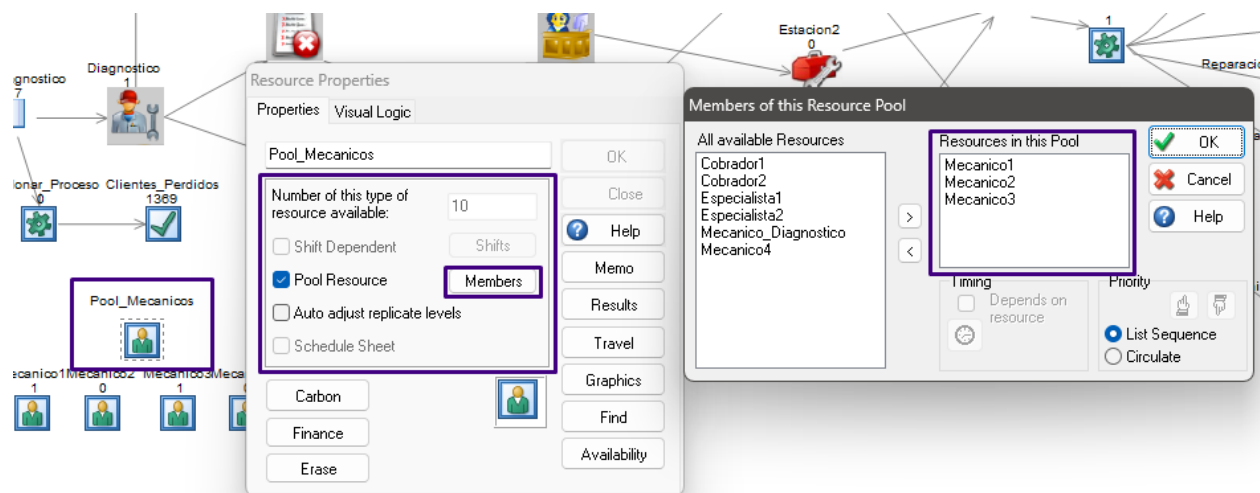 Estacion2
0
1
Reparacio
gnostico
7
Diagnostico
1
onar_Proceso
0
Clientes_Perdidos
1369
Pool_Mecanicos
ecanico1
1
Mecanico2
0
Mecanico3
1
Meca
Resource Properties
Properties
Visual Logic
Pool_Mecanicos
OK
Number of this type of
resource available:
10
Close
Shift Dependent
Shifts
Help
Pool Resource
Members
Memo
Auto adjust replicate levels
Results
Schedule Sheet
Travel
Graphics
Carbon
Find
Finance
Availability
Erase
Members of this Resource Pool
All available Resources
Cobrador1
Cobrador2
Especialista1
Especialista2
Mecanico_Diagnostico
Mecanico4
>
<
Resources in this Pool
Mecanico1
Mecanico2
Mecanico3
OK
Cancel
Help
Timing
Depends on
resource
Priority
List Sequence
Circulate